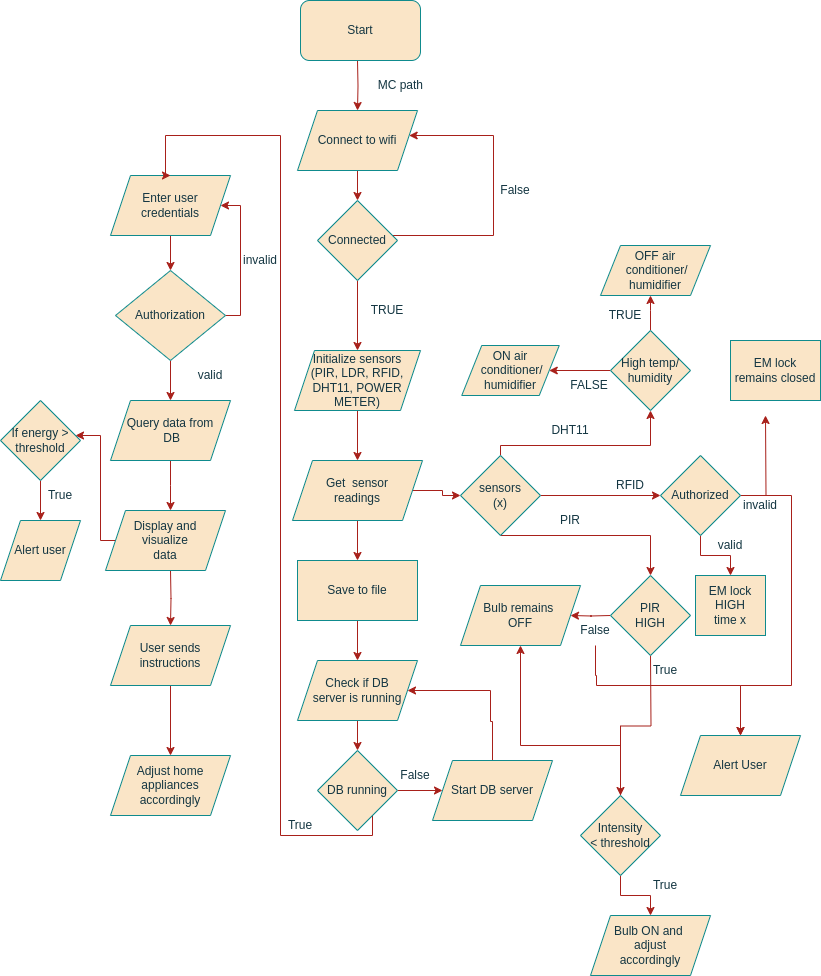 Start
MC path
Connect to wifi
False
Connected
TRUE
Initialize sensors
(PIR, LDR, RFID,
DHT11, POWER
METER)
Get  sensor
readings
Save to file
Check if DB
server is running
DB running
False
Start DB server
True
Enter user
credentials
invalid
Authorization
valid
Query data from
DB
If energy >
threshold
True
Alert user
Display and
visualize
data
User sends
instructions
Adjust home
appliances
accordingly
sensors
(x)
DHT11
High temp/
humidity
TRUE
OFF air
conditioner/
humidifier
FALSE
ON air
conditioner/
humidifier
RFID
Authorized
invalid
EM lock
remains closed
valid
EM lock
HIGH
time x
PIR
PIR
HIGH
False
Bulb remains
OFF
True
Alert User
Intensity
< threshold
True
Bulb ON and
adjust
accordingly